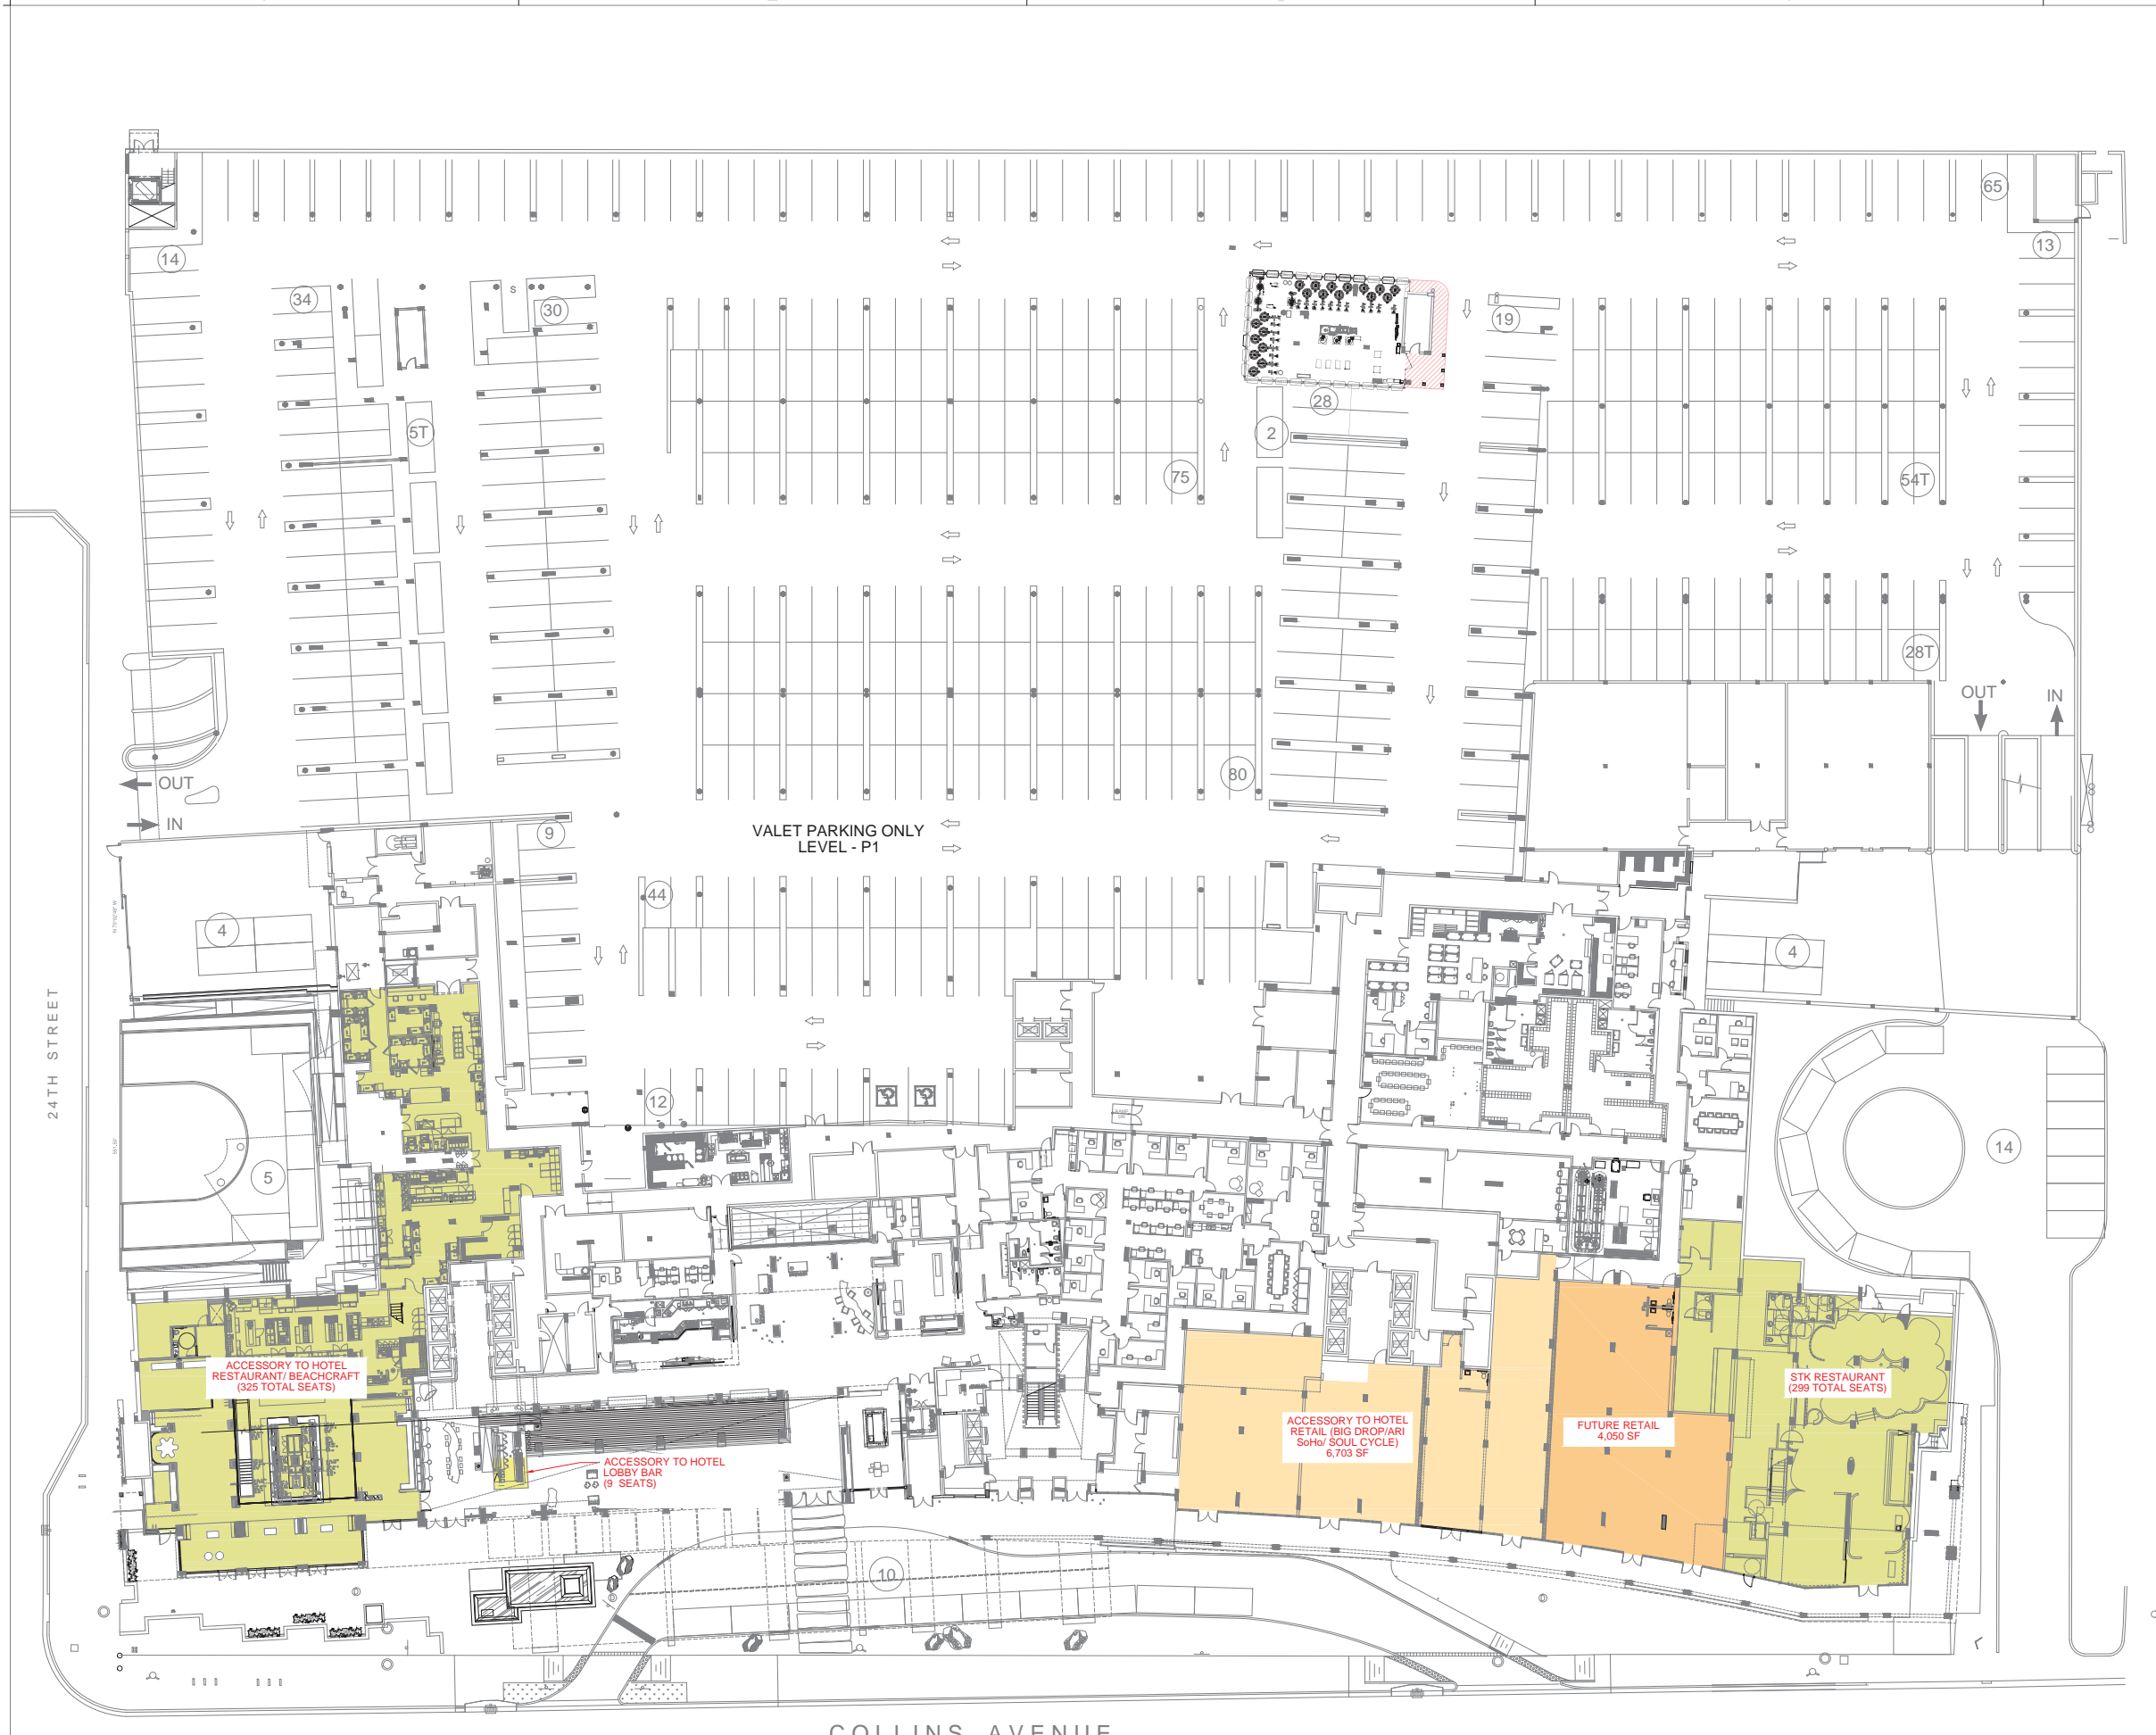 65
14
13
34
S
30
19
28
5T
2
75
54T
28T
OUT
IN
80
OUT
IN
9
VALET PARKING ONLY
LEVEL - P1
44
4
4
24TH STREET
12
14
5
ACCESSORY TO HOTEL
RESTAURANT/ BEACHCRAFT
(325 TOTAL SEATS)
STK RESTAURANT
(299 TOTAL SEATS)
ACCESSORY TO HOTEL
RETAIL (BIG DROP/ARI
SoHo/ SOUL CYCLE)
6,703 SF
FUTURE RETAIL
4,050 SF
ACCESSORY TO HOTEL
LOBBY BAR
(9 SEATS)
10
COLLINS AVENUE